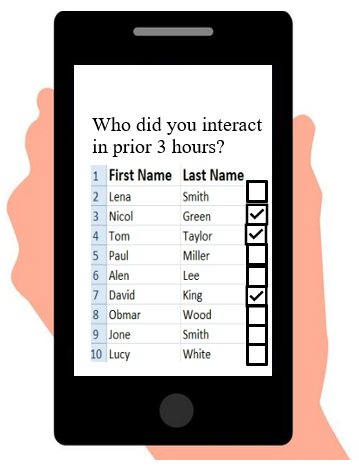 Who did you interact
in prior 3 hours?
1 First Name Last Name
2 Lena Smith
3 Nicol Green
4 Tom Taylor
5 Paul Miller
6 Alen Lee
7 David King
8 Obmar Wood
9 Jone Smith
10 Lucy White